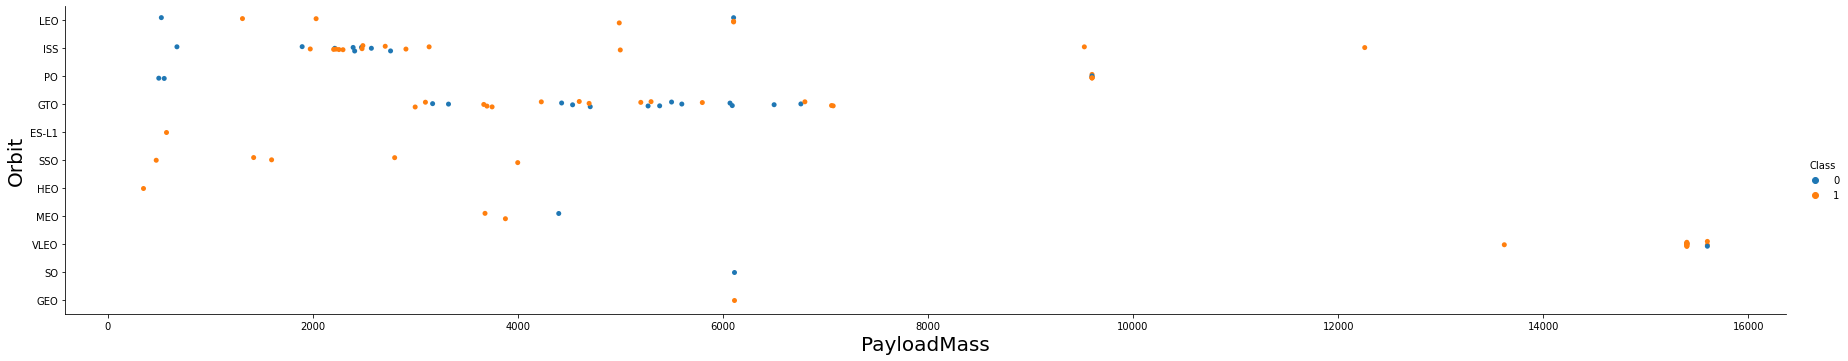 LEO
ISS
PO
GTO
ES-L1
SSO
HEO
MEO
VLEO
SO
GEO
Orbit
0 2000 4000 6000 8000 10000 12000 14000 16000
PayloadMass
Class
0
1